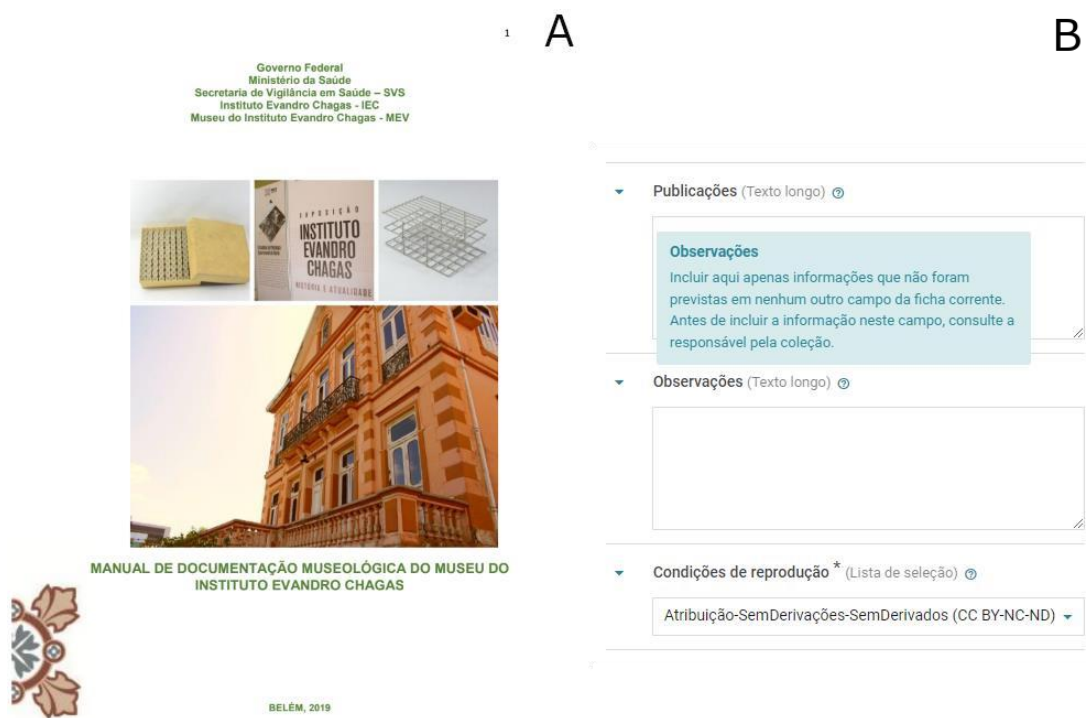 1
A
B
Governo Federal
Ministério da Saúde
Secretaria de Vigilância em Saúde – SVS
Instituto Evandro Chagas - IEC
Museu do Instituto Evandro Chagas - MEV
EXPOSIÇÃO
INSTITUTO
EVANDRO
CHAGAS
HISTÓRIA E ATUALIDADE
MANUAL DE DOCUMENTAÇÃO MUSEOLÓGICA DO MUSEU DO
INSTITUTO EVANDRO CHAGAS
BELÉM, 2019
Publicações (Texto longo)
Observações
Incluir aqui apenas informações que não foram
previstas em nenhum outro campo da ficha corrente.
Antes de incluir a informação neste campo, consulte a
responsável pela coleção.
Observações (Texto longo)
Condições de reprodução * (Lista de seleção)
Atribuição-SemDerivações-SemDerivados (CC BY-NC-ND)